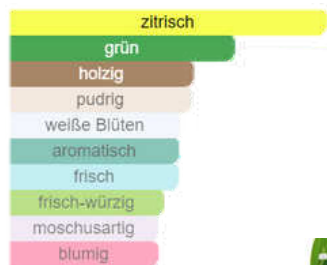 zitrisch
grün
holzig
pudrig
weiße Blüten
aromatisch
frisch
frisch-würzig
moschusartig
blumig